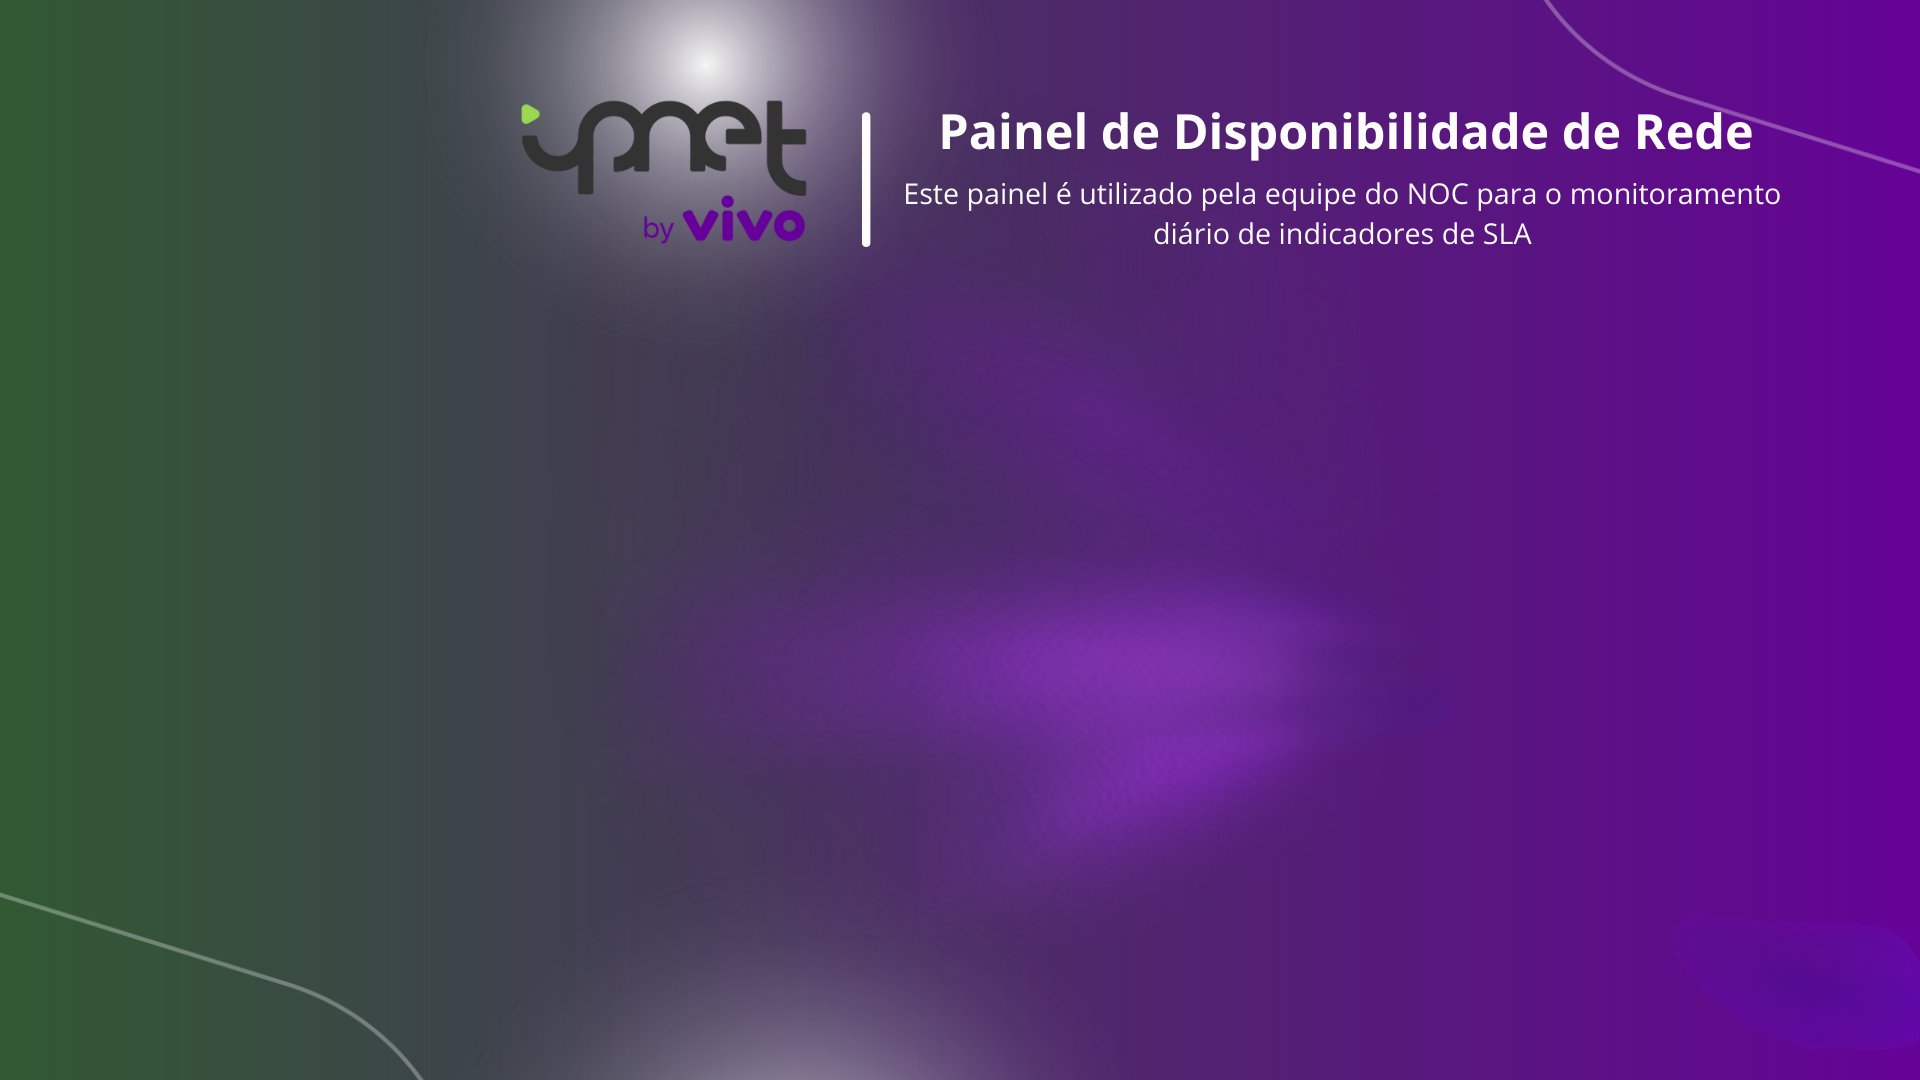 ipnet
by vivo
Painel de Disponibilidade de Rede
Este painel é utilizado pela equipe do NOC para o monitoramento
diário de indicadores de SLA